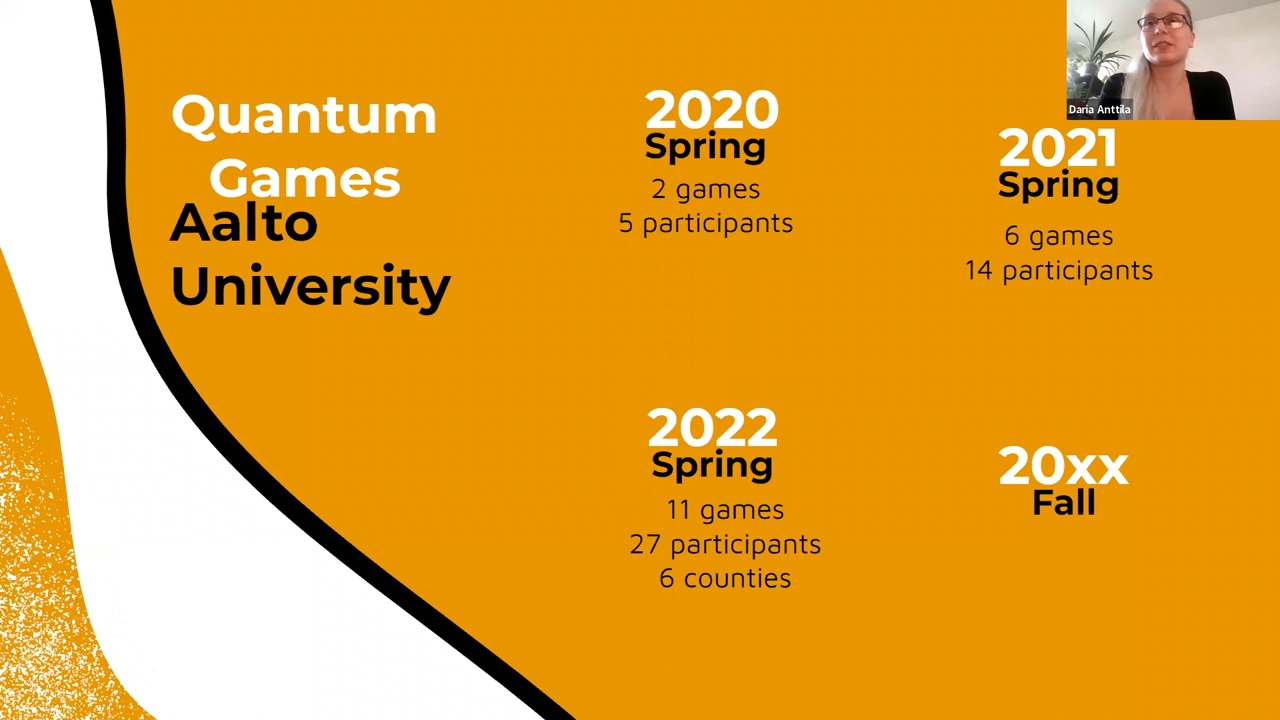 Quantum
Games
Aalto
University
2020
Spring
2 games
5 participants
2021
Spring
6 games
14 participants
2022
Spring
11 games
27 participants
6 counties
20xx
Fall
Daria Anttila